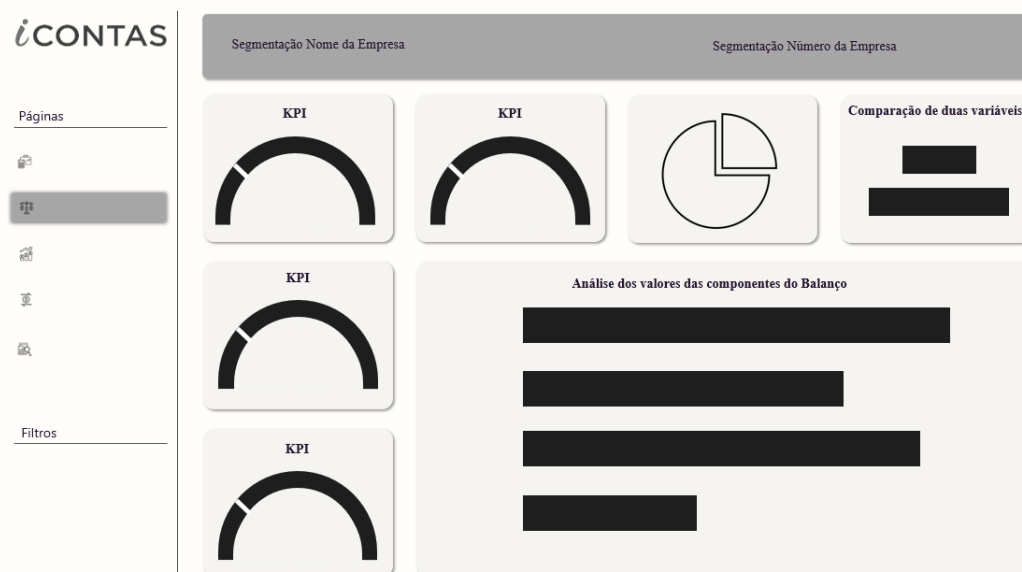 iCONTAS
Páginas
Filtros
Segmentação Nome da Empresa
Segmentação Número da Empresa
KPI
KPI
Comparação de duas variáveis
KPI
Análise dos valores das componentes do Balanço
KPI